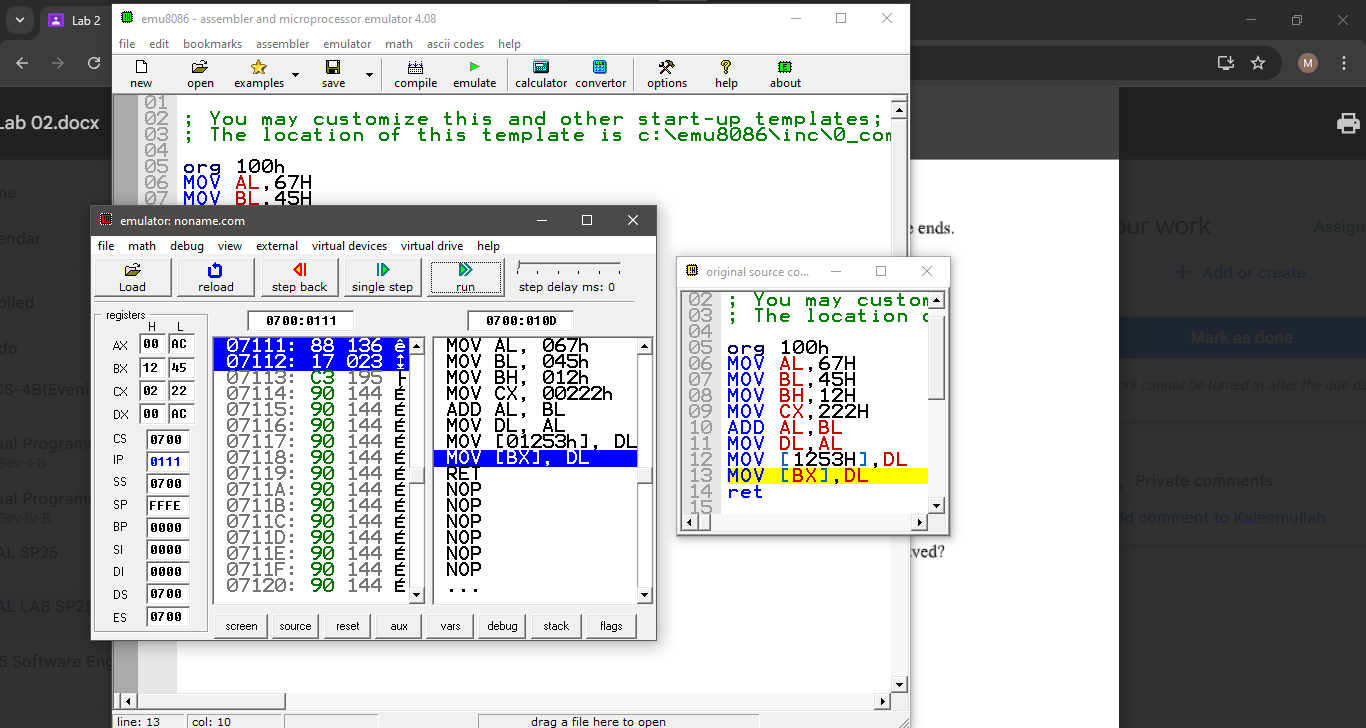 Lab 2
emu8086 - assembler and microprocessor emulator 4.08
file edit bookmarks assembler emulator math ascii codes help
new open examples save compile emulate calculator convertor options help about
M
Lab 02.docx
01
02 ; You may customize this and other start-up templates;
03 ; The location of this template is c:\emu8086\inc\0_com
04
05 org 100h
06 MOV AL,67H
07 MOV BL,45H
emulator: noname.com
file math debug view external virtual devices virtual drive help
Load reload step back single step run step delay ms: 0
registers
H L
AX 00 AC
BX 12 45
CX 02 22
DX 00 AC
CS 0700
IP 0111
SS 0700
SP FFFE
BP 0000
SI 0000
DI 0000
DS 0700
ES 0700
0700:0111
07111: 88 136 ê
07112: 17 023 ↨
07113: C3 195 ├
07114: 90 144 É
07115: 90 144 É
07116: 90 144 É
07117: 90 144 É
07118: 90 144 É
07119: 90 144 É
0711A: 90 144 É
0711B: 90 144 É
0711C: 90 144 É
0711D: 90 144 É
0711E: 90 144 É
0711F: 90 144 É
07120: 90 144 É
0700:010D
MOV AL, 067h
MOV BL, 045h
MOV BH, 012h
MOV CX, 00222h
ADD AL, BL
MOV DL, AL
MOV [01253h], DL
MOV [BX], DL
RET
NOP
NOP
NOP
NOP
NOP
NOP
...
screen source reset aux vars debug stack flags
original source co...
02 ; You may custom
03 ; The location o
04
05 org 100h
06 MOV AL,67H
07 MOV BL,45H
08 MOV BH,12H
09 MOV CX,222H
10 ADD AL,BL
11 MOV DL,AL
12 MOV [1253H],DL
13 MOV [BX],DL
14 ret
15
line: 13 col: 10 drag a file here to open
me
endar
olled
do
CS-4B(Eveni
ual Program
Sev-4-B
ual Program
Sev-IV-B
AL SP25
AL LAB SP25
5 Software Eng
e ends.
ved?
our work
Assign
+ Add or create
Mark as done
rk cannot be turned in after the due da
Private comments
dd comment to Kaleemullah